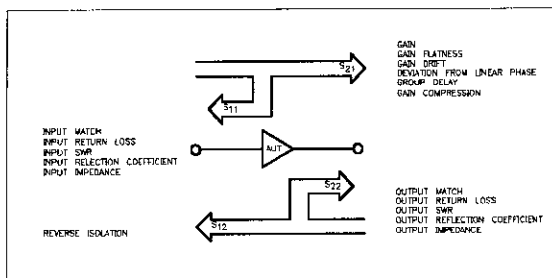 S21
GAIN
GAIN FLATNESS
GAIN DRIFT
DEVIATION FROM LINEAR PHASE
GROUP DELAY
GAIN COMPRESSION
S11
INPUT MATCH
INPUT RETURN LOSS
INPUT SWR
INPUT RELECTION COEFFICIENT
INPUT IMPEDANCE
AUT
S22
OUTPUT MATCH
OUTPUT RETURN LOSS
OUTPUT SWR
OUTPUT REFLECTION COEFFICIENT
OUTPUT IMPEDANCE
S12
REVERSE ISOLATION